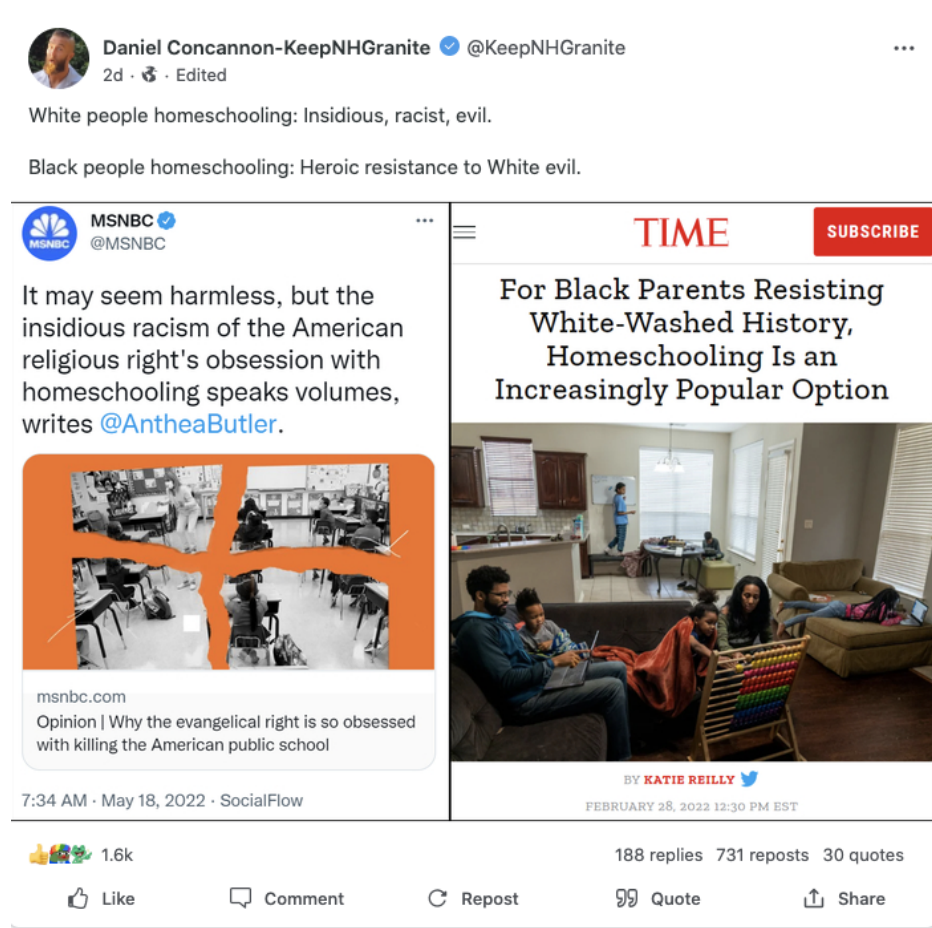 Daniel Concannon-KeepNHGranite @KeepNHGranite
2d · Edited
White people homeschooling: Insidious, racist, evil.
Black people homeschooling: Heroic resistance to White evil.
MSNBC
MSNBC
@MSNBC
It may seem harmless, but the
insidious racism of the American
religious right's obsession with
homeschooling speaks volumes,
writes @AntheaButler.
msnbc.com
Opinion | Why the evangelical right is so obsessed
with killing the American public school
7:34 AM · May 18, 2022 · SocialFlow
TIME
SUBSCRIBE
For Black Parents Resisting
White-Washed History,
Homeschooling Is an
Increasingly Popular Option
BY KATIE REILLY
FEBRUARY 28, 2022 12:30 PM EST
1.6k
188 replies 731 reposts 30 quotes
Like Comment Repost Quote Share